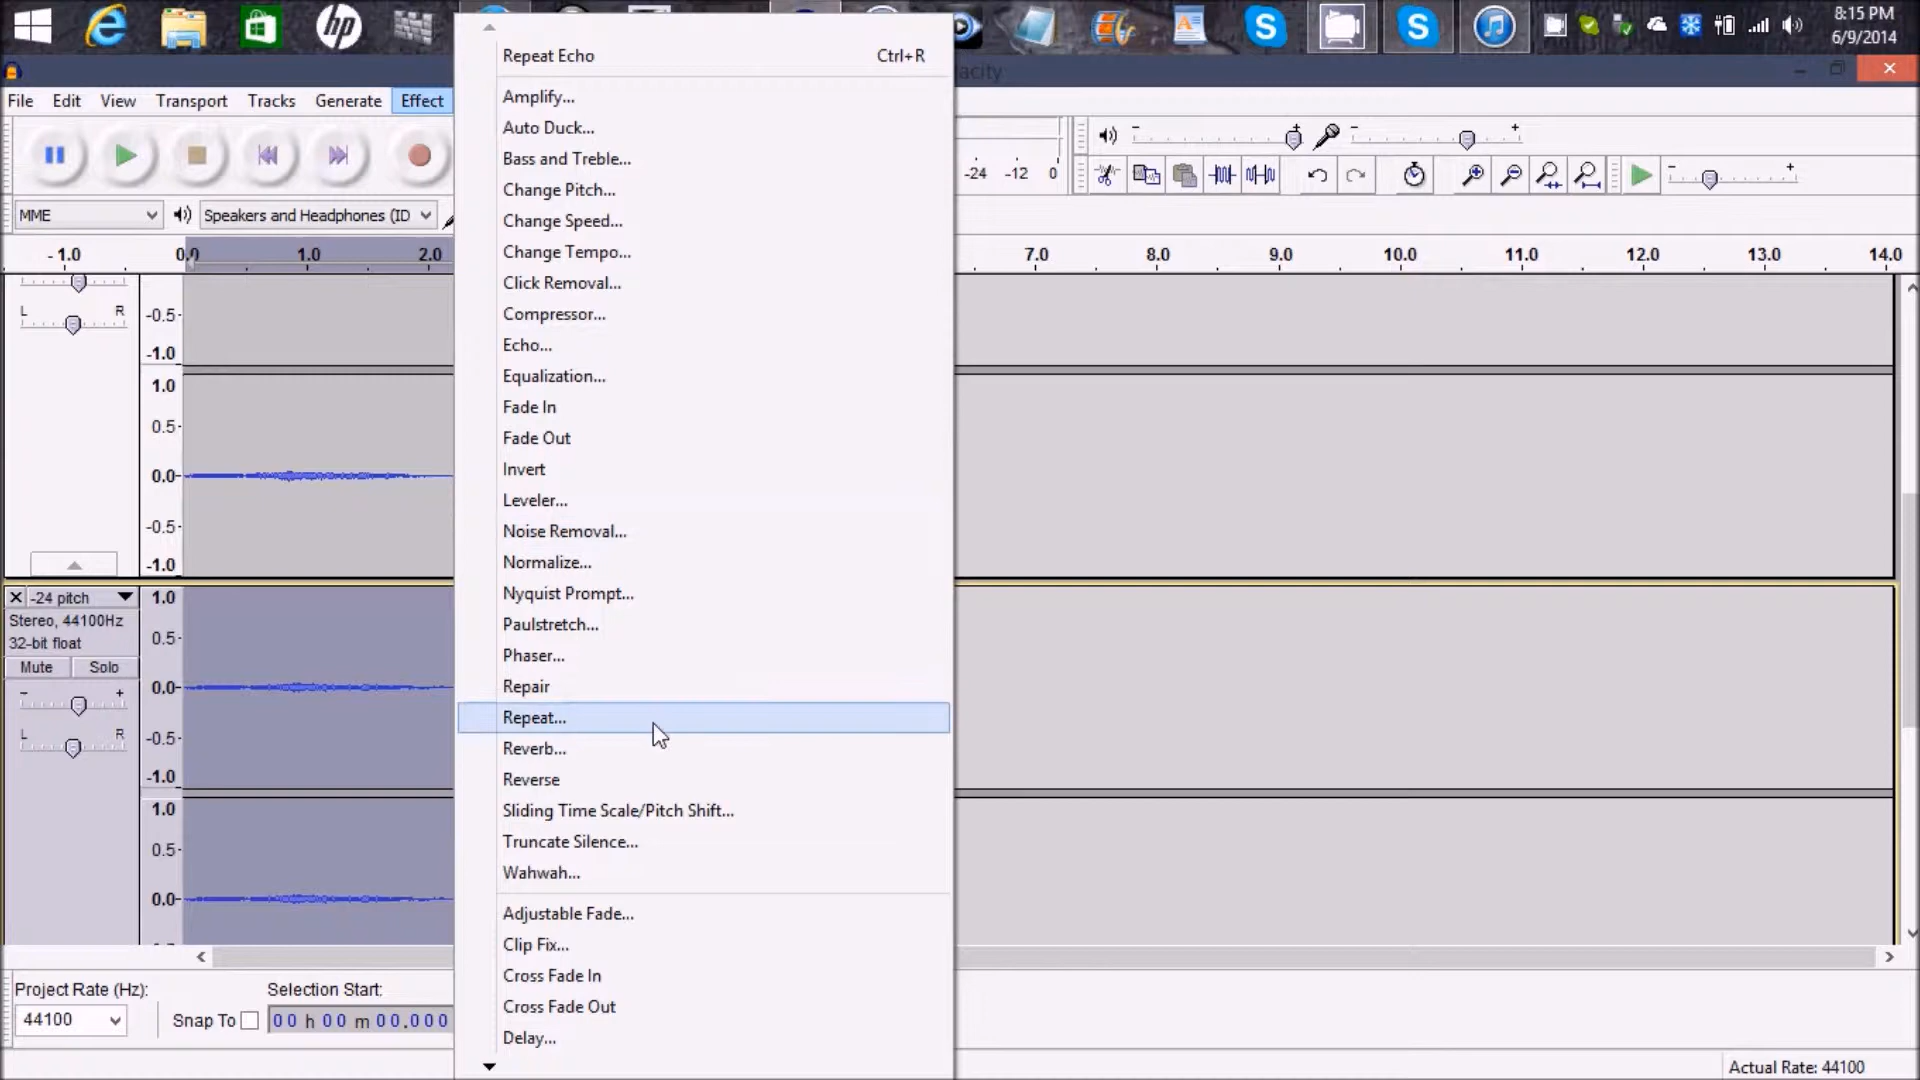 8:15 PM
6/9/2014
acity
File Edit View Transport Tracks Generate Effect
Repeat Echo Ctrl+R
Amplify...
Auto Duck...
Bass and Treble...
Change Pitch...
Change Speed...
Change Tempo...
Click Removal...
Compressor...
Echo...
Equalization...
Fade In
Fade Out
Invert
Leveler...
Noise Removal...
Normalize...
Nyquist Prompt...
Paulstretch...
Phaser...
Repair
Repeat...
Reverb...
Reverse
Sliding Time Scale/Pitch Shift...
Truncate Silence...
Wahwah...
Adjustable Fade...
Clip Fix...
Cross Fade In
Cross Fade Out
Delay...
-24 -12 0
MME
Speakers and Headphones (ID
-1.0 0.0 1.0 2.0 7.0 8.0 9.0 10.0 11.0 12.0 13.0 14.0
L R
-0.5
-1.0
1.0
0.5
0.0
-0.5
-1.0
-24 pitch
Stereo, 44100Hz
32-bit float
Mute Solo
L R
1.0
0.5
0.0
-0.5
-1.0
1.0
0.5
0.0
Project Rate (Hz):
44100
Snap To
Selection Start:
00 h 00 m 00.000
Actual Rate: 44100